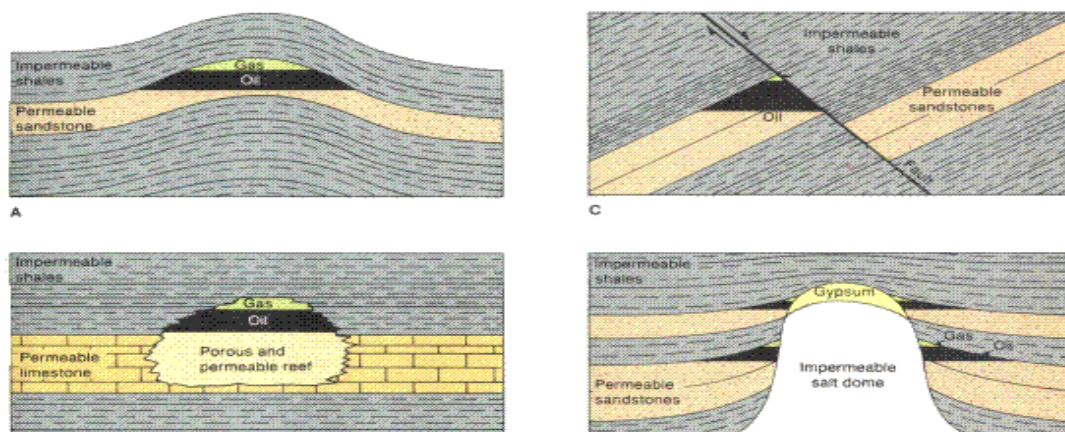 Impermeable
shales
Gas
Oil
Permeable
sandstone
A
Impermeable
shales
Permeable
sandstones
Oil
Fault
C
Impermeable
shales
Gas
Oil
Permeable
limestone
Porous and
permeable reef
Impermeable
shales
Gypsum
Gas
Oil
Impermeable
salt dome
Permeable
sandstones